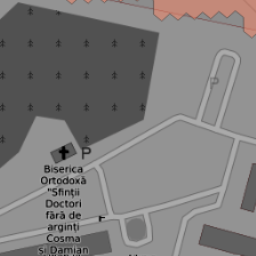 P
P
Biserica
Ortodoxă
"Sfinții
Doctori
fără de
arginți
Cosma
și Damian